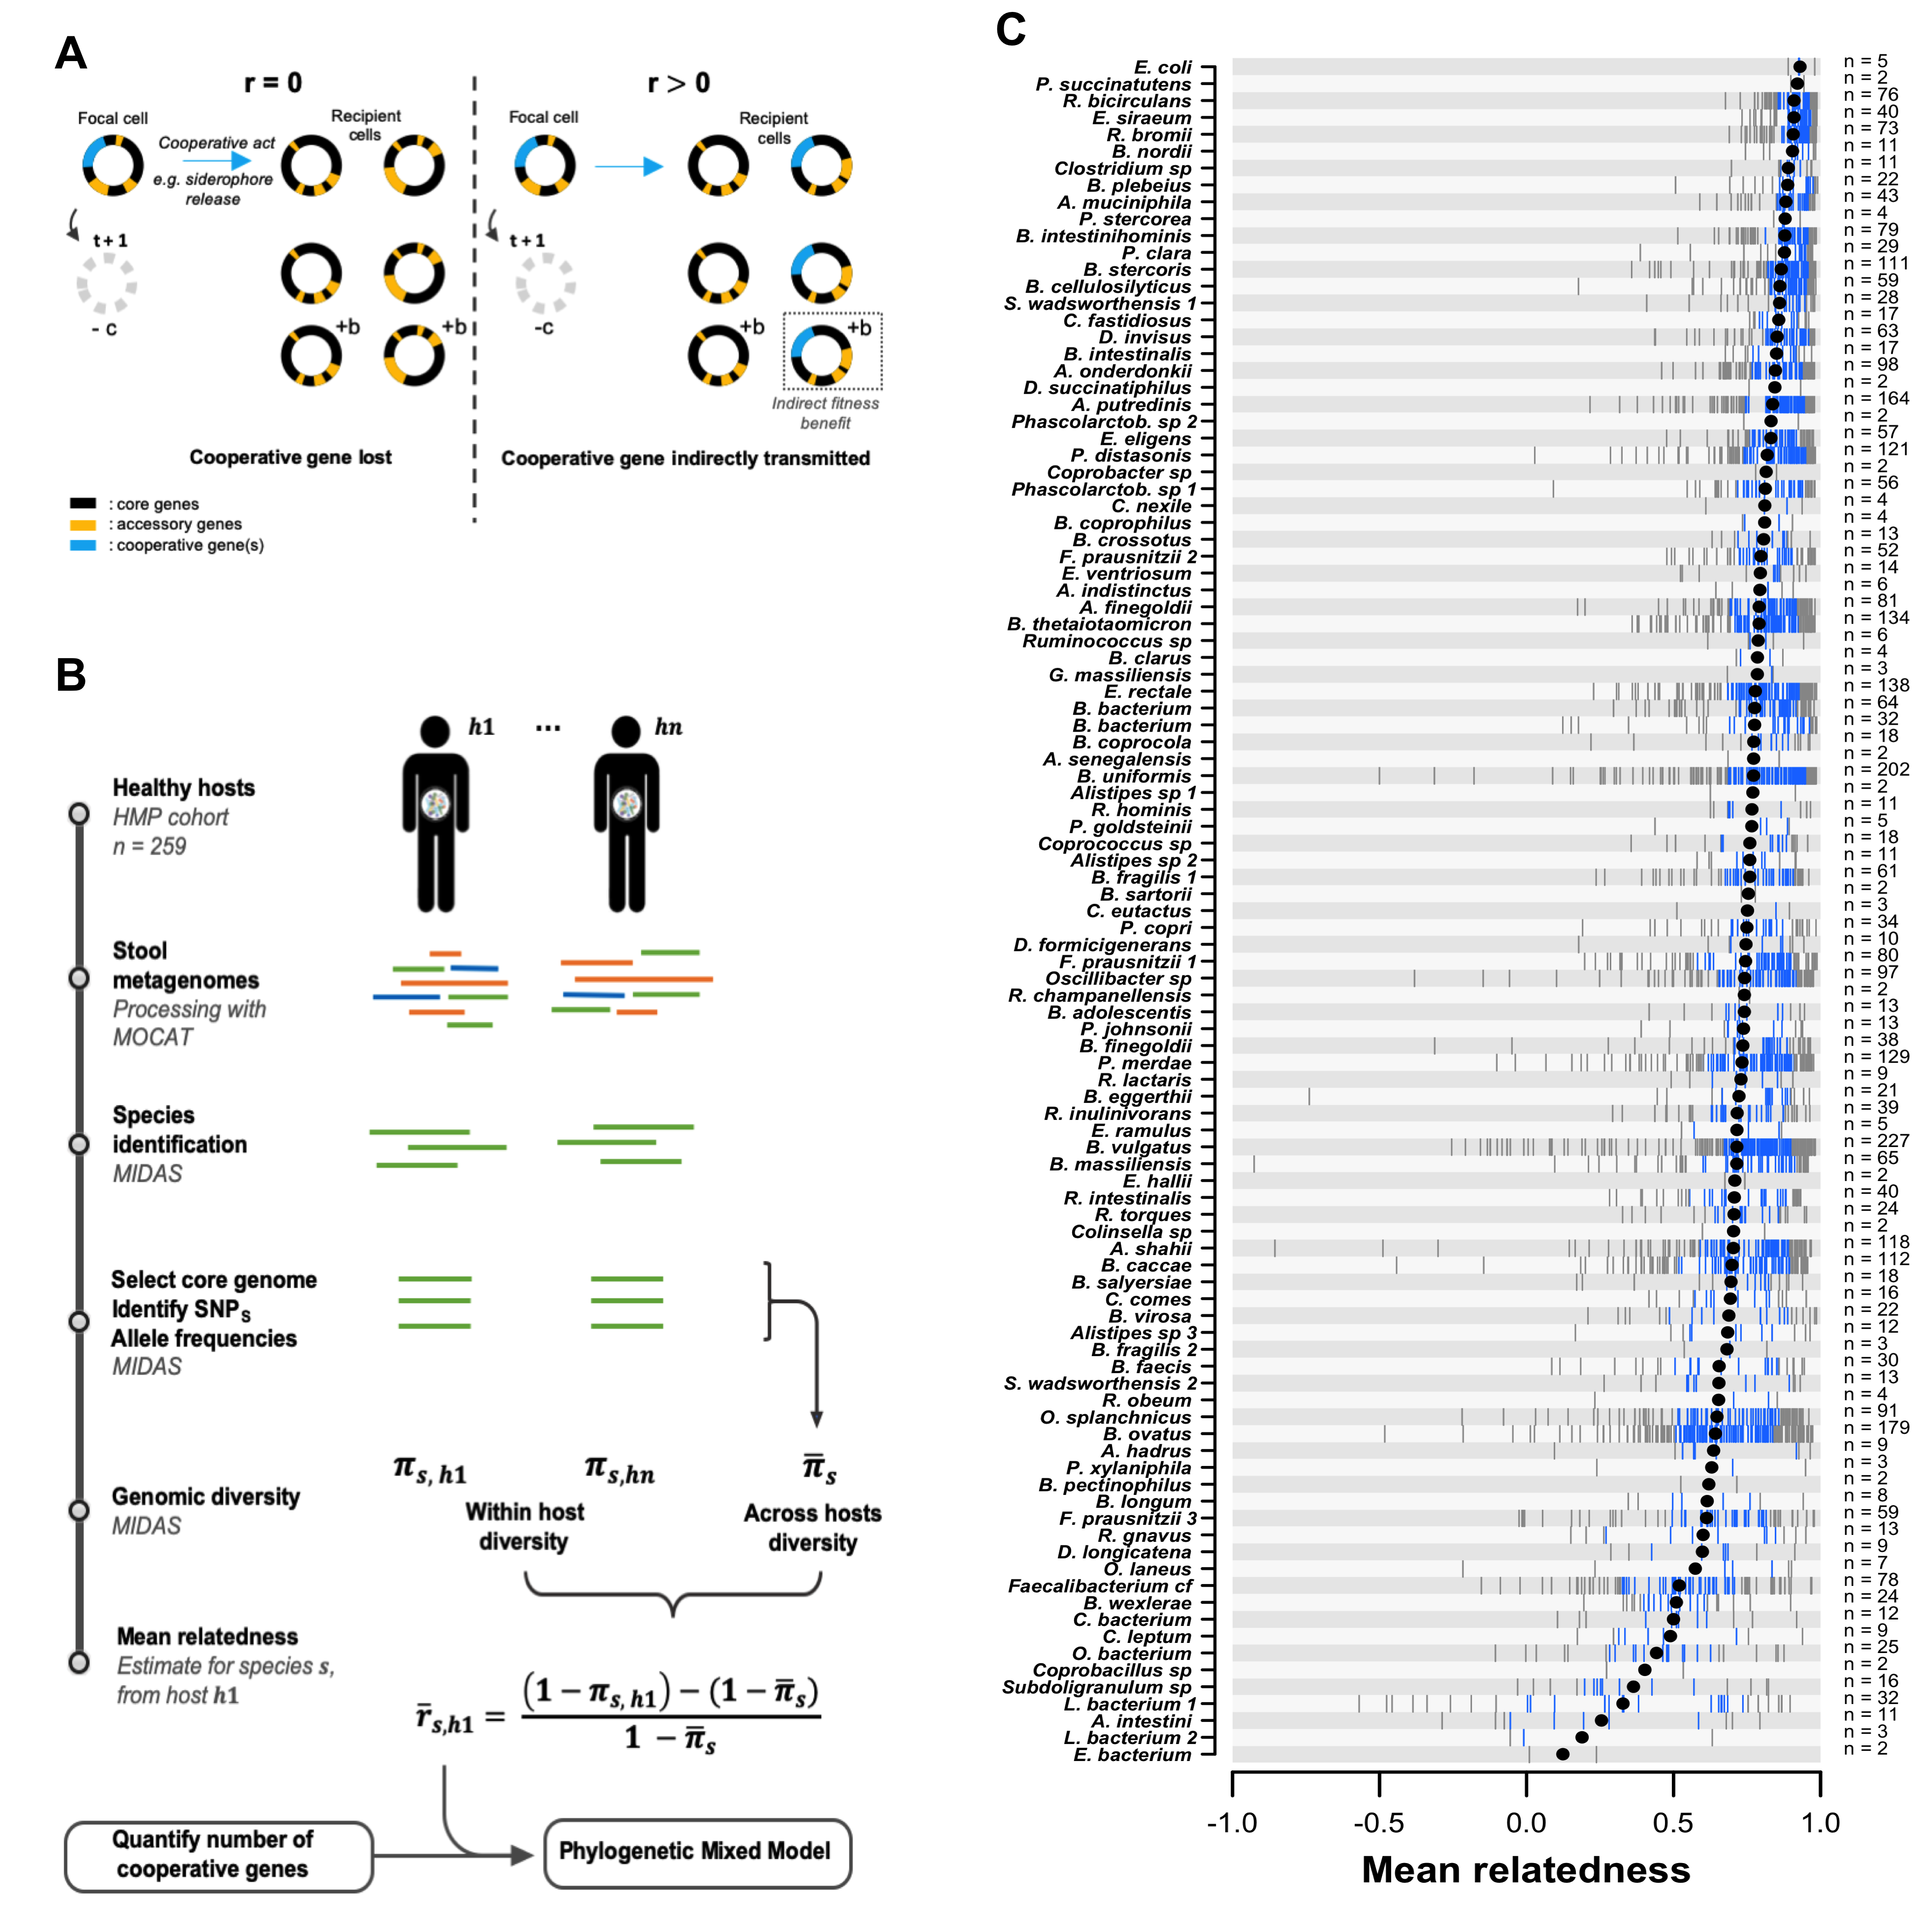 A
r = 0
r > 0
Focal cell
Cooperative act
e.g. siderophore
release
Recipient
cells
Focal cell
Recipient
cells
t + 1
- c
+b
+b
t + 1
-c
+b
+b
Indirect fitness
benefit
Cooperative gene lost
Cooperative gene indirectly transmitted
: core genes
: accessory genes
: cooperative gene(s)
B
h1
...
hn
Healthy hosts
HMP cohort
n = 259
Stool
metagenomes
Processing with
MOCAT
Species
identification
MIDAS
Select core genome
Identify SNPs
Allele frequencies
MIDAS
Genomic diversity
MIDAS
π s, h1
π s,hn
π̅ s
Within host
diversity
Across hosts
diversity
Mean relatedness
Estimate for species s,
from host h1
r̅ s,h1 = (1 − π s, h1) − (1 − π̅ s)
1 − π̅ s
Quantify number of
cooperative genes
Phylogenetic Mixed Model
C
E. coli n = 5
P. succinatutens n = 2
R. bicirculans n = 76
E. siraeum n = 40
R. bromii n = 73
B. nordii n = 11
Clostridium sp n = 11
B. plebeius n = 22
A. muciniphila n = 43
P. stercorea n = 4
B. intestinihominis n = 79
P. clara n = 29
B. stercoris n = 111
B. cellulosilyticus n = 59
S. wadsworthensis 1 n = 28
C. fastidiosus n = 17
D. invisus n = 63
B. intestinalis n = 17
A. onderdonkii n = 98
D. succinatiphilus n = 2
A. putredinis n = 164
Phascolarctob. sp 2 n = 2
E. eligens n = 57
P. distasonis n = 121
Coprobacter sp n = 2
Phascolarctob. sp 1 n = 56
C. nexile n = 4
B. coprophilus n = 4
B. crossotus n = 13
F. prausnitzii 2 n = 52
E. ventriosum n = 14
A. indistinctus n = 6
A. finegoldii n = 81
B. thetaiotaomicron n = 134
Ruminococcus sp n = 6
B. clarus n = 4
G. massiliensis n = 3
E. rectale n = 138
B. bacterium n = 64
B. bacterium n = 32
B. coprocola n = 18
A. senegalensis n = 2
B. uniformis n = 202
Alistipes sp 1 n = 2
R. hominis n = 11
P. goldsteinii n = 5
Coprococcus sp n = 18
Alistipes sp 2 n = 11
B. fragilis 1 n = 61
B. sartorii n = 2
C. eutactus n = 3
P. copri n = 34
D. formicigenerans n = 10
F. prausnitzii 1 n = 80
Oscillibacter sp n = 97
R. champanellensis n = 2
B. adolescentis n = 13
P. johnsonii n = 13
B. finegoldii n = 38
P. merdae n = 129
R. lactaris n = 9
B. eggerthii n = 21
R. inulinivorans n = 39
E. ramulus n = 5
B. vulgatus n = 227
B. massiliensis n = 65
E. hallii n = 2
R. intestinalis n = 40
R. torques n = 24
Colinsella sp n = 2
A. shahii n = 118
B. caccae n = 112
B. salyersiae n = 18
C. comes n = 16
B. virosa n = 22
Alistipes sp 3 n = 12
B. fragilis 2 n = 3
B. faecis n = 30
S. wadsworthensis 2 n = 13
R. obeum n = 4
O. splanchnicus n = 91
B. ovatus n = 179
A. hadrus n = 9
P. xylaniphila n = 3
B. pectinophilus n = 2
B. longum n = 8
F. prausnitzii 3 n = 59
R. gnavus n = 13
D. longicatena n = 9
O. laneus n = 7
Faecalibacterium cf n = 78
B. wexlerae n = 24
C. bacterium n = 12
C. leptum n = 9
O. bacterium n = 25
Coprobacillus sp n = 2
Subdoligranulum sp n = 16
L. bacterium 1 n = 32
A. intestini n = 11
L. bacterium 2 n = 3
E. bacterium n = 2
-1.0 -0.5 0.0 0.5 1.0
Mean relatedness